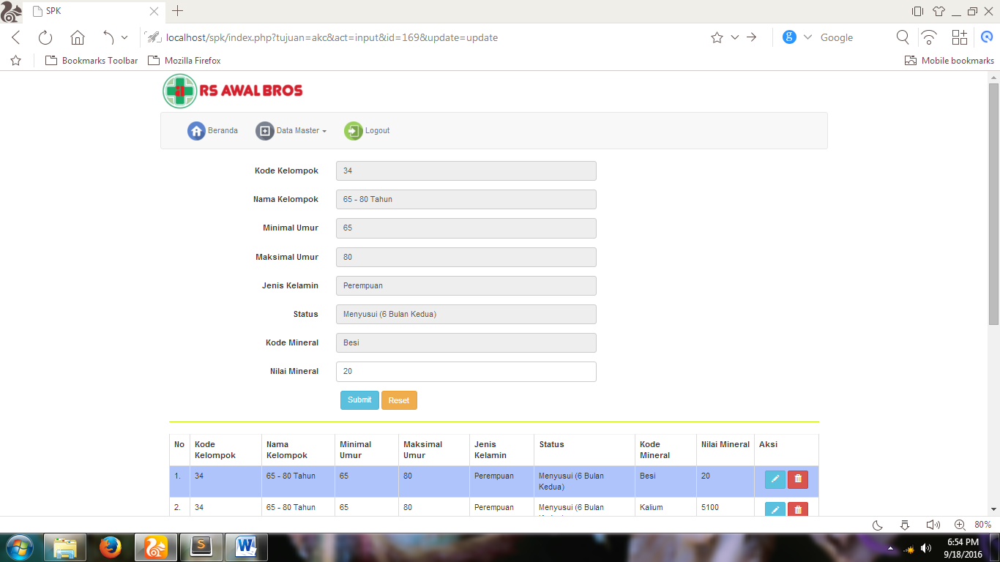 SPK
localhost/spk/index.php?tujuan=akc&act=input&id=169&update=update
g Google
Bookmarks Toolbar Mozilla Firefox Mobile bookmarks
RS AWAL BROS
Beranda Data Master Logout
Kode Kelompok 34
Nama Kelompok 65 - 80 Tahun
Minimal Umur 65
Maksimal Umur 80
Jenis Kelamin Perempuan
Status Menyusui (6 Bulan Kedua)
Kode Mineral Besi
Nilai Mineral 20
Submit Reset
No Kode Kelompok Nama Kelompok Minimal Umur Maksimal Umur Jenis Kelamin Status Kode Mineral Nilai Mineral Aksi
1. 34 65 - 80 Tahun 65 80 Perempuan Menyusui (6 Bulan Kedua) Besi 20
2. 34 65 - 80 Tahun 65 80 Perempuan Menyusui (6 Bulan Kalium 5100
80%
6:54 PM
9/18/2016